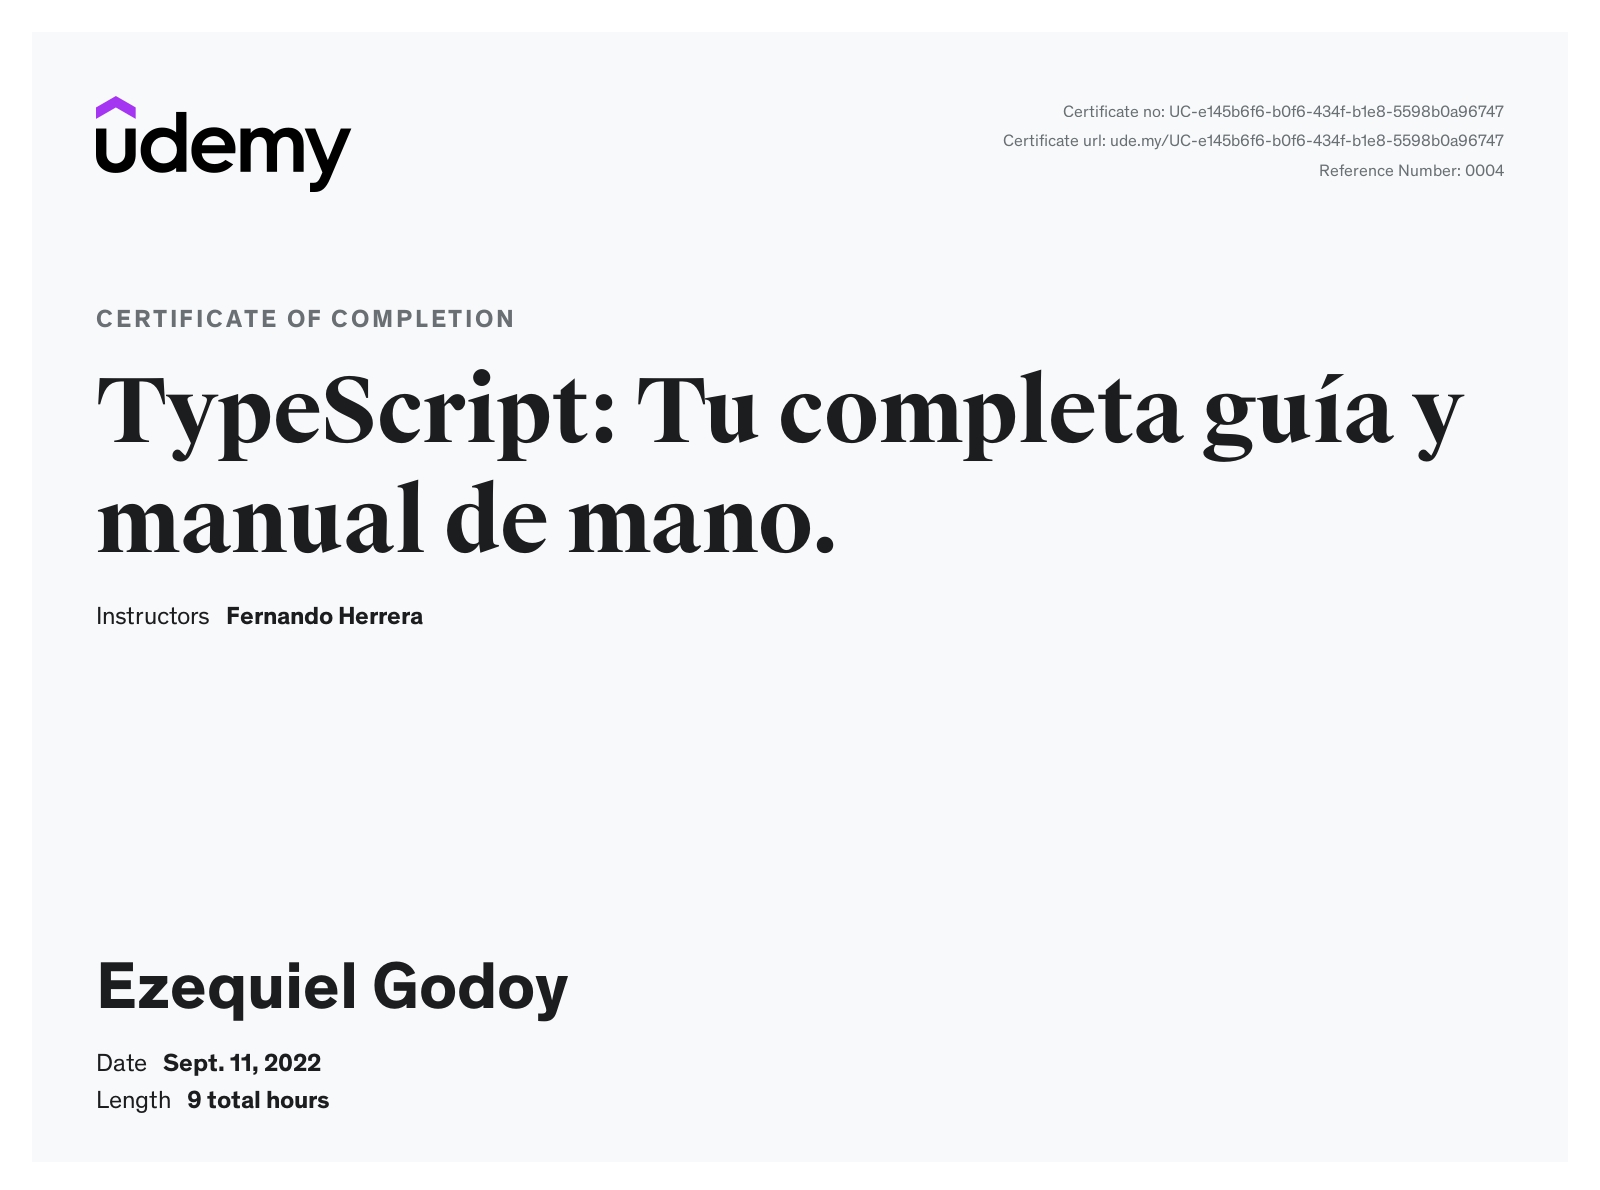 udemy
Certificate no: UC-e145b6f6-b0f6-434f-b1e8-5598b0a96747
Certificate url: ude.my/UC-e145b6f6-b0f6-434f-b1e8-5598b0a96747
Reference Number: 0004
CERTIFICATE OF COMPLETION
TypeScript: Tu completa guía y
manual de mano.
Instructors Fernando Herrera
Ezequiel Godoy
Date Sept. 11, 2022
Length 9 total hours